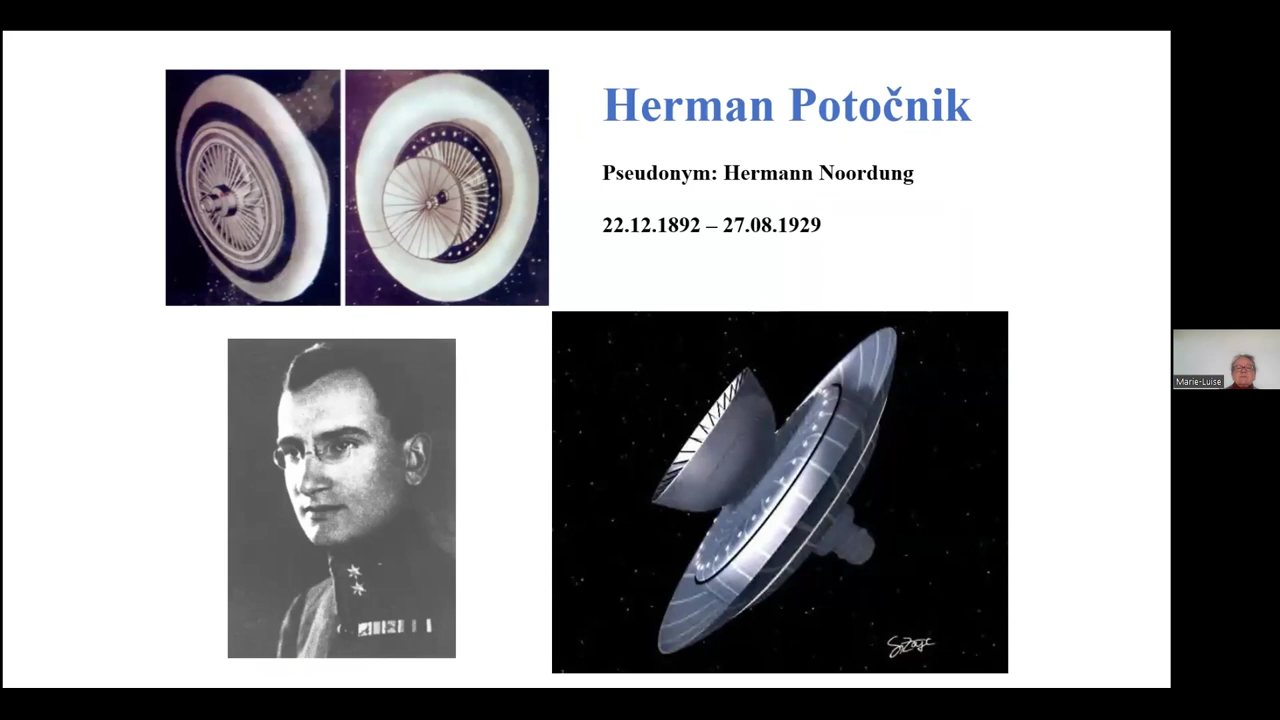 Herman Potočnik
Pseudonym: Hermann Noordung
22.12.1892 – 27.08.1929
Marie-Luise